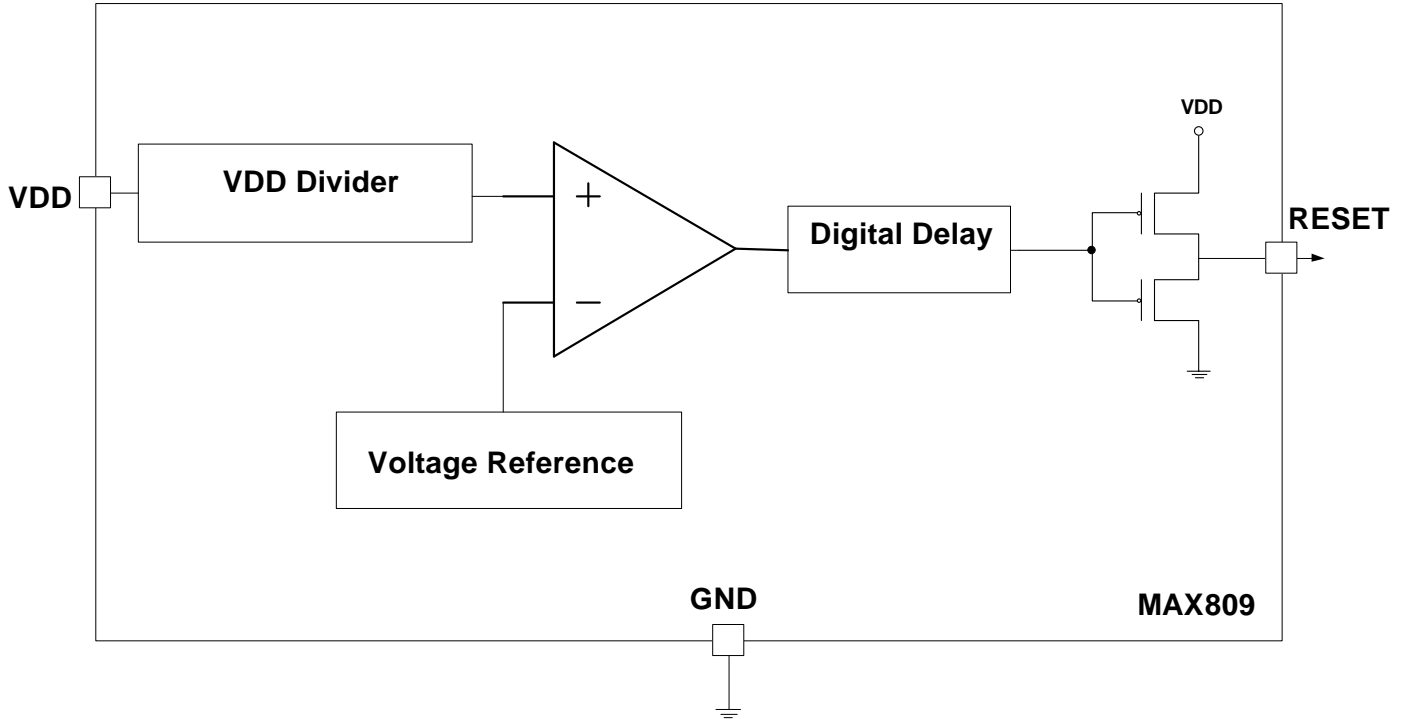 VDD
VDD Divider
VDD
+
Digital Delay
RESET
−
Voltage Reference
GND
MAX809